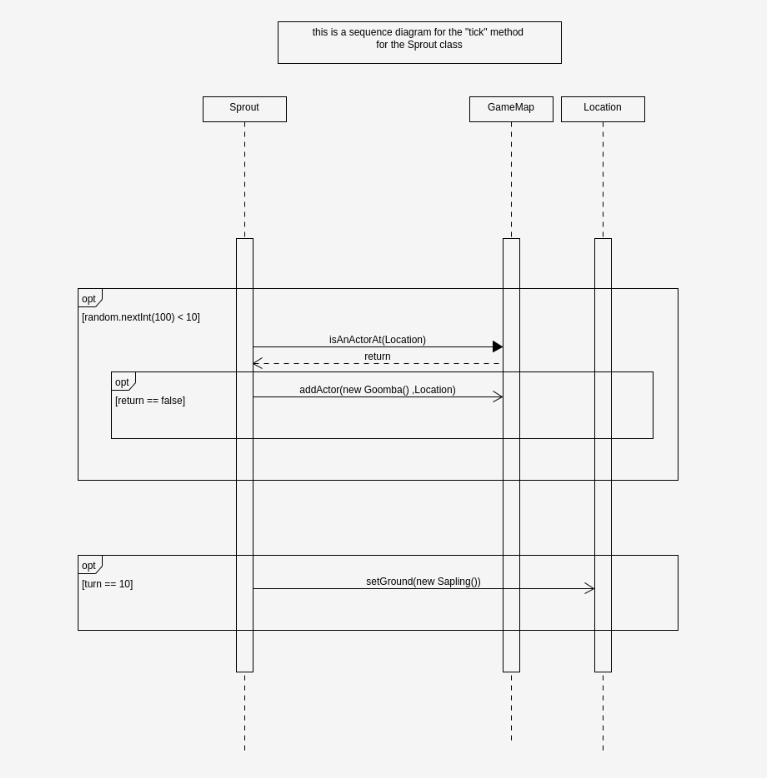 this is a sequence diagram for the "tick" method
for the Sprout class
Sprout
GameMap
Location
opt
[random.nextInt(100) < 10]
isAnActorAt(Location)
return
opt
[return == false]
addActor(new Goomba() ,Location)
opt
[turn == 10]
setGround(new Sapling())